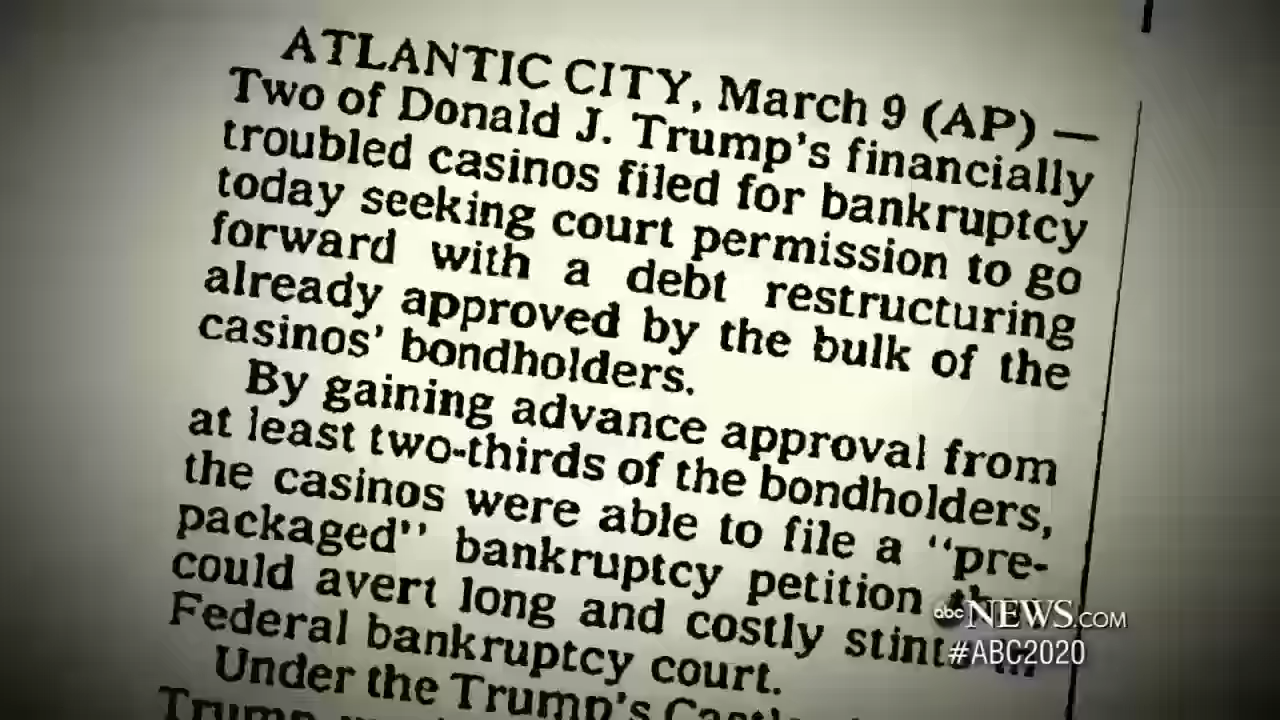 ATLANTIC CITY, March 9 (AP) —
Two of Donald J. Trump's financially
troubled casinos filed for bankruptcy
today seeking court permission to go
forward with a debt restructuring
already approved by the bulk of the
casinos' bondholders.
By gaining advance approval from
at least two-thirds of the bondholders,
the casinos were able to file a "pre-
packaged" bankruptcy petition
could avert long and costly
Federal bankruptcy court.
Under the Trump's
Trump
abcNEWS.COM
#ABC2020